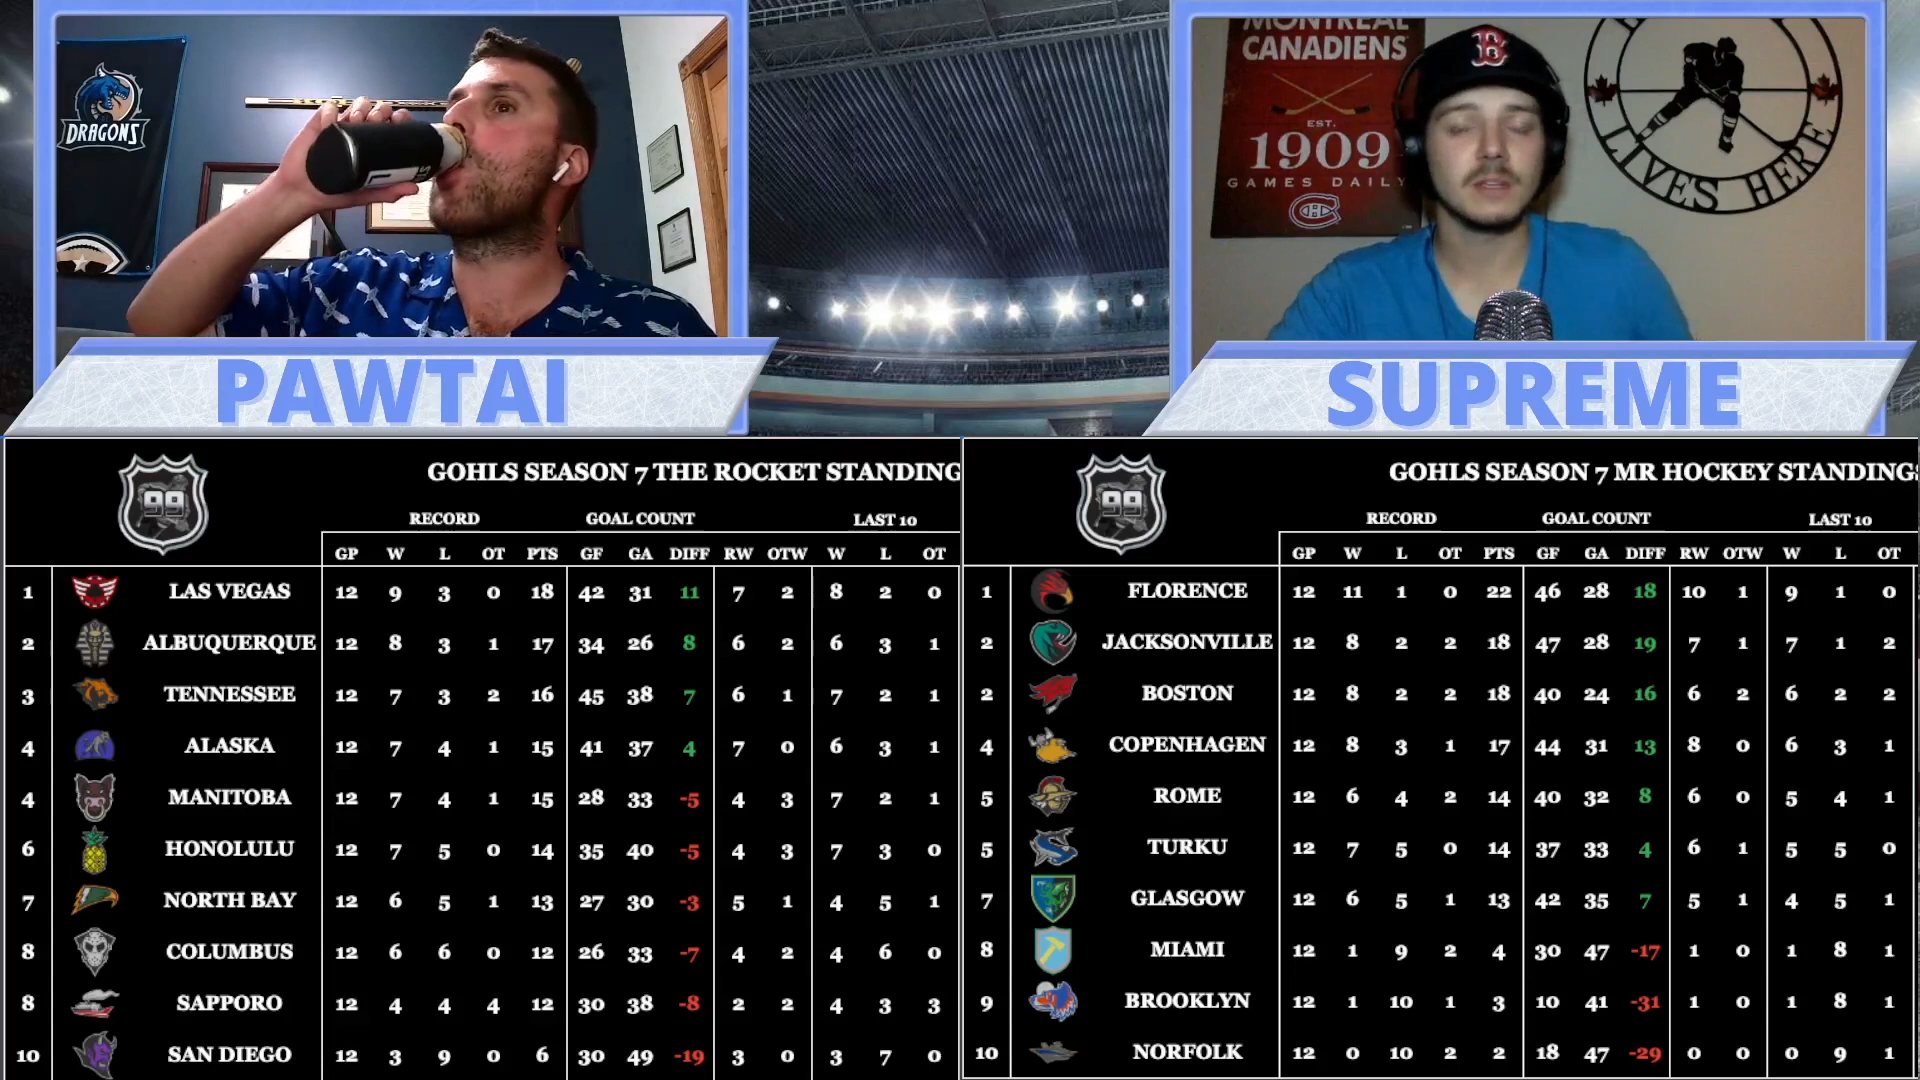 DRAGONS
MONTREAL
CANADIENS
EST.
1909
GAMES DAILY
B
LIVES HERE
PAWTAI
SUPREME
99
GOHLS SEASON 7 THE ROCKET STANDING
RECORD GOAL COUNT LAST 10
GP W L OT PTS GF GA DIFF RW OTW W L OT
1 LAS VEGAS 12 9 3 0 18 42 31 11 7 2 8 2 0
2 ALBUQUERQUE 12 8 3 1 17 34 26 8 6 2 6 3 1
3 TENNESSEE 12 7 3 2 16 45 38 7 6 1 7 2 1
4 ALASKA 12 7 4 1 15 41 37 4 7 0 6 3 1
4 MANITOBA 12 7 4 1 15 28 33 -5 4 3 7 2 1
6 HONOLULU 12 7 5 0 14 35 40 -5 4 3 7 3 0
7 NORTH BAY 12 6 5 1 13 27 30 -3 5 1 4 5 1
8 COLUMBUS 12 6 6 0 12 26 33 -7 4 2 4 6 0
8 SAPPORO 12 4 4 4 12 30 38 -8 2 2 4 3 3
10 SAN DIEGO 12 3 9 0 6 30 49 -19 3 0 3 7 0
99
GOHLS SEASON 7 MR HOCKEY STANDINGS
RECORD GOAL COUNT LAST 10
GP W L OT PTS GF GA DIFF RW OTW W L OT
1 FLORENCE 12 11 1 0 22 46 28 18 10 1 9 1 0
2 JACKSONVILLE 12 8 2 2 18 47 28 19 7 1 7 1 2
2 BOSTON 12 8 2 2 18 40 24 16 6 2 6 2 2
4 COPENHAGEN 12 8 3 1 17 44 31 13 8 0 6 3 1
5 ROME 12 6 4 2 14 40 32 8 6 0 5 4 1
5 TURKU 12 7 5 0 14 37 33 4 6 1 5 5 0
7 GLASGOW 12 6 5 1 13 42 35 7 5 1 4 5 1
8 MIAMI 12 1 9 2 4 30 47 -17 1 0 1 8 1
9 BROOKLYN 12 1 10 1 3 10 41 -31 1 0 1 8 1
10 NORFOLK 12 0 10 2 2 18 47 -29 0 0 0 9 1